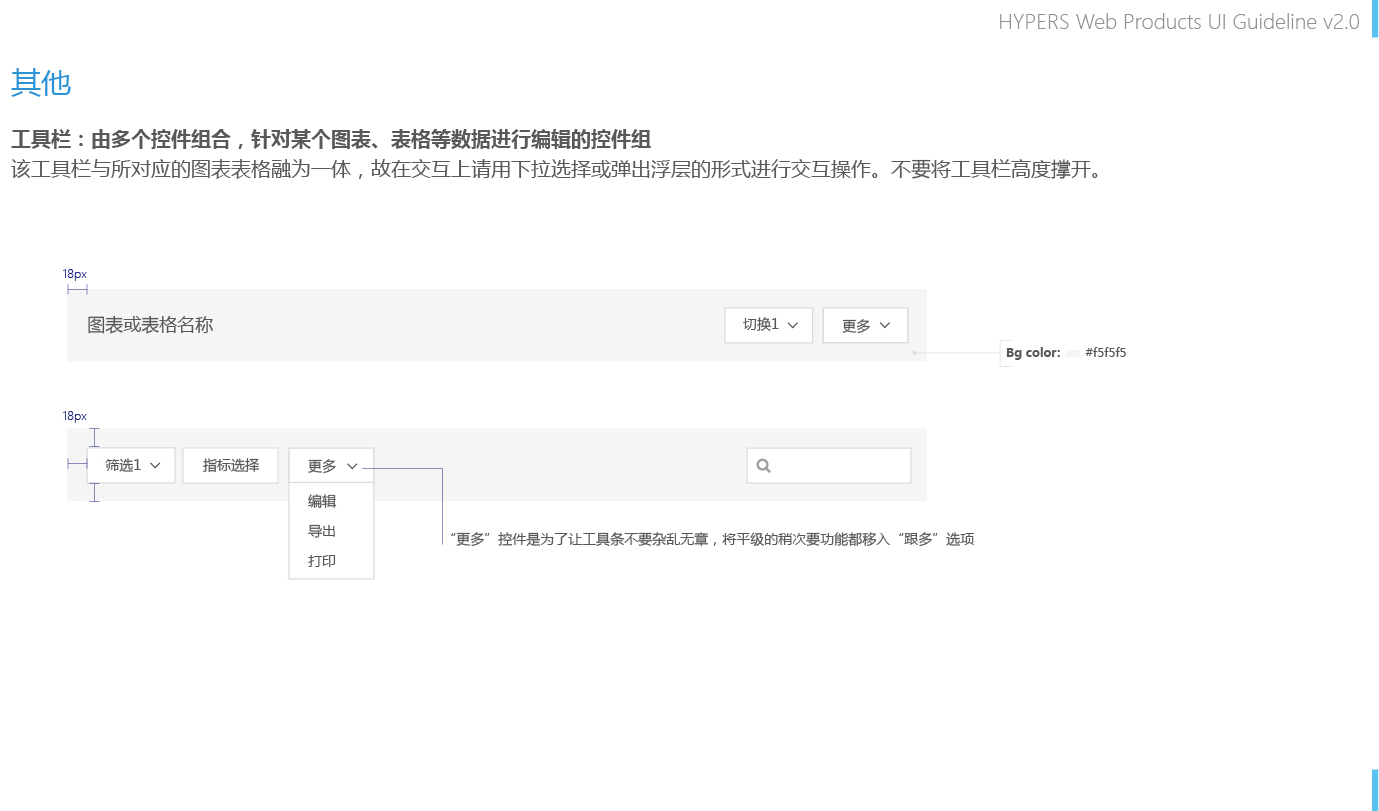 HYPERS Web Products UI Guideline v2.0
其他
工具栏：由多个控件组合，针对某个图表、表格等数据进行编辑的控件组
该工具栏与所对应的图表表格融为一体，故在交互上请用下拉选择或弹出浮层的形式进行交互操作。不要将工具栏高度撑开。
18px
图表或表格名称 切换1 更多
Bg color: #f5f5f5
18px
筛选1 指标选择 更多
编辑
导出
打印
“更多”控件是为了让工具条不要杂乱无章，将平级的稍次要功能都移入“跟多”选项